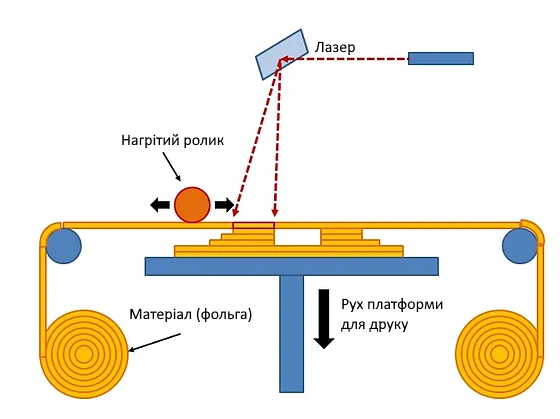 Лазер
Нагрітий ролик
Матеріал (фольга)
Рух платформи
для друку